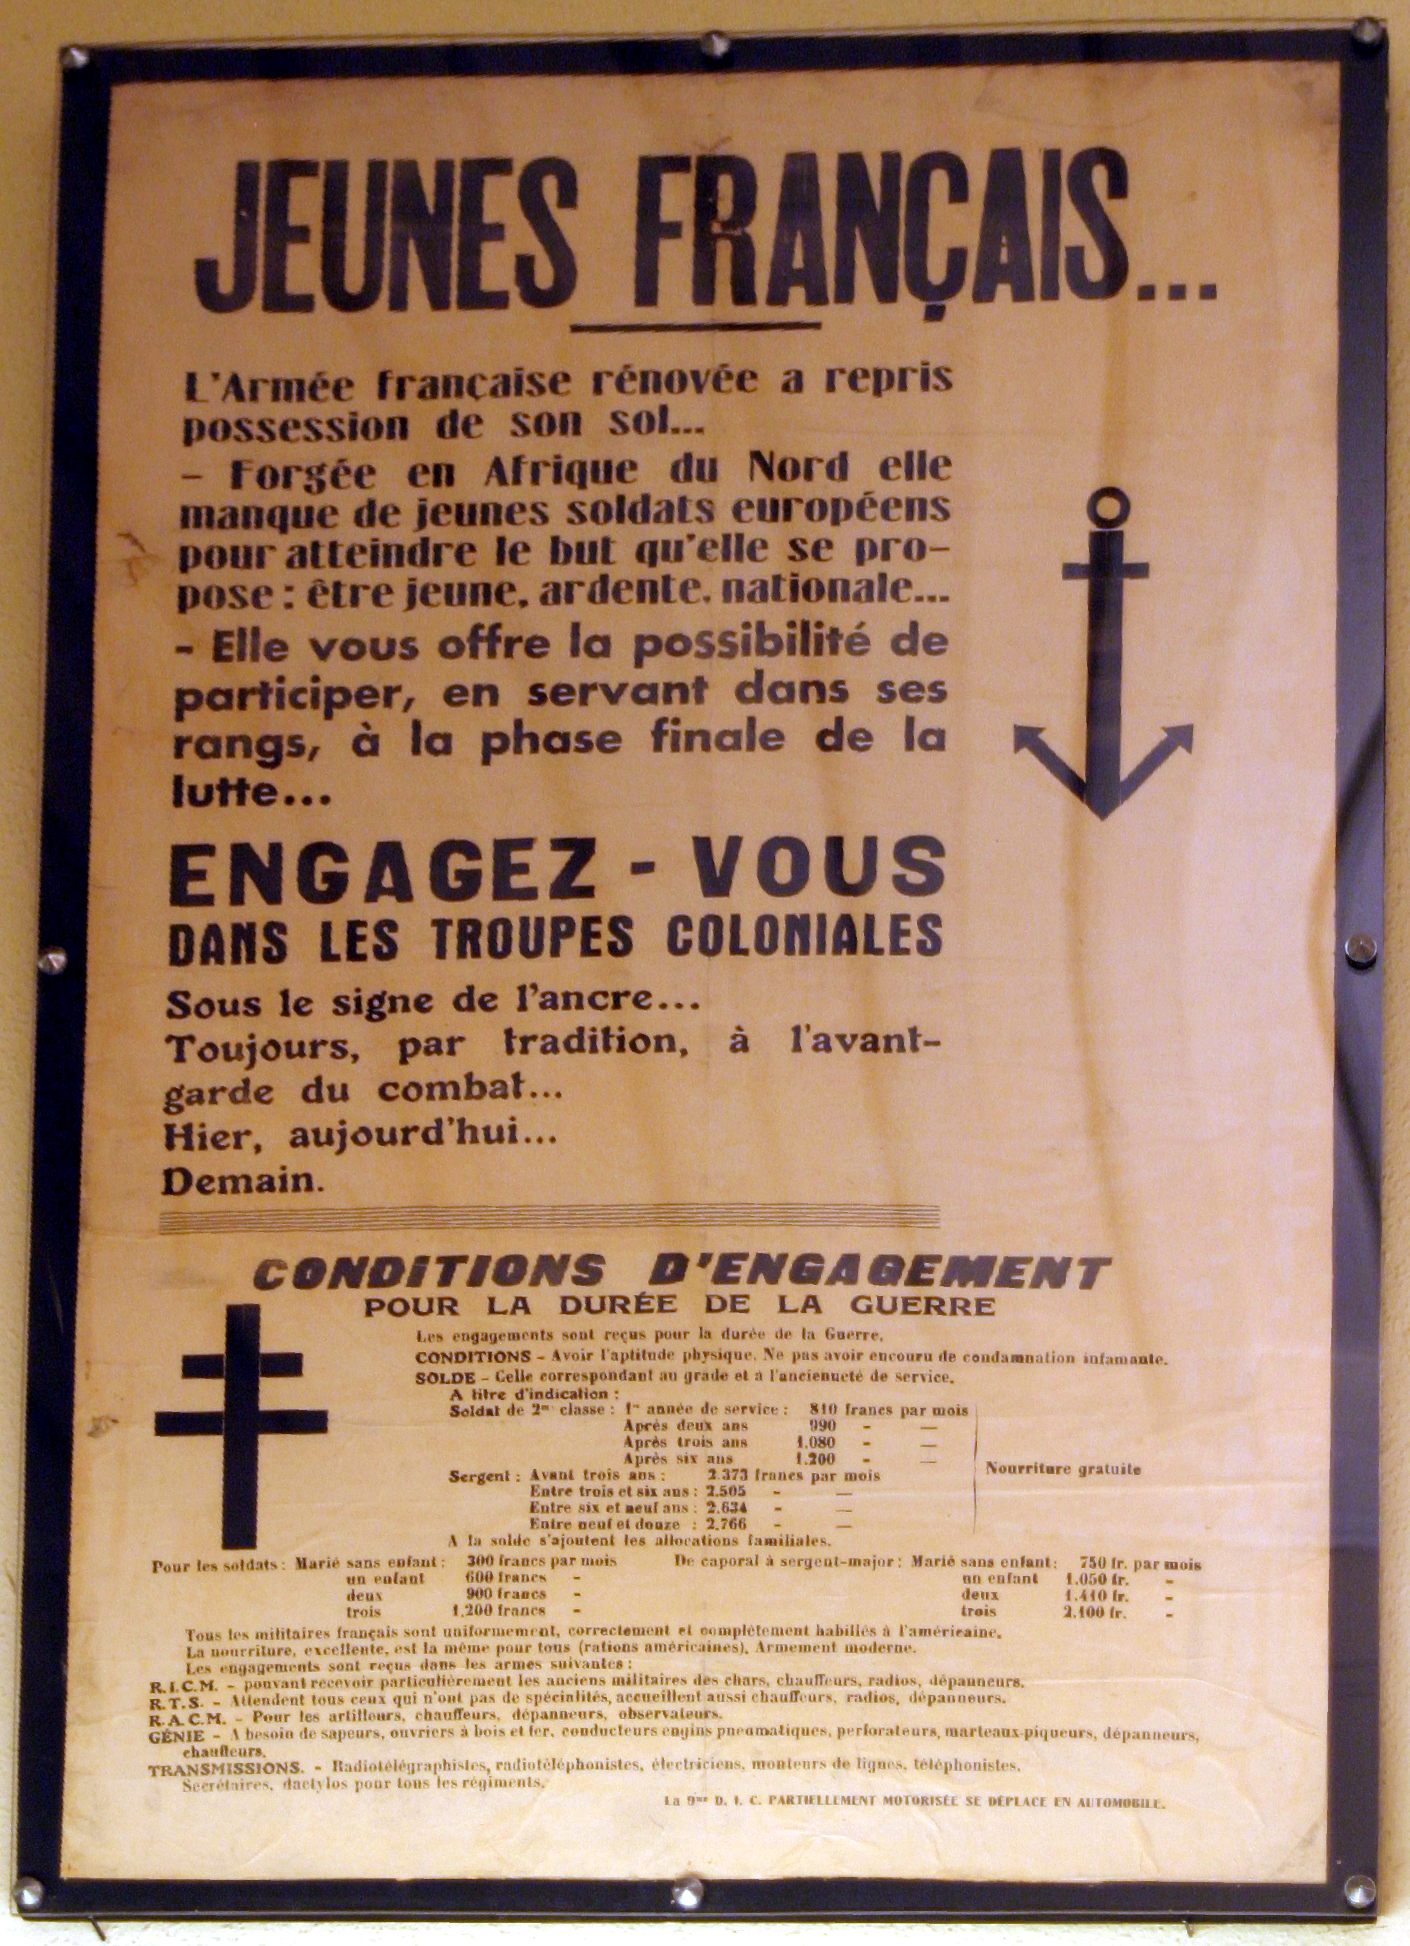 JEUNES FRANÇAIS...
L'Armée française rénovée a repris
possession de son sol...
- Forgée en Afrique du Nord elle
manque de jeunes soldats européens
pour atteindre le but qu'elle se pro-
pose : être jeune, ardente, nationale...
- Elle vous offre la possibilité de
participer, en servant dans ses
rangs, à la phase finale de la
lutte...
ENGAGEZ - VOUS
DANS LES TROUPES COLONIALES
Sous le signe de l'ancre...
Toujours, par tradition, à l'avant-
garde du combat...
Hier, aujourd'hui...
Demain.
CONDITIONS D'ENGAGEMENT
POUR LA DURÉE DE LA GUERRE
Les engagements sont reçus pour la durée de la Guerre.
CONDITIONS - Avoir l'aptitude physique. Ne pas avoir encouru de condamnation infamante.
SOLDE - Celle correspondant au grade et a l'ancienneté de service.
A titre d'indication :
Soldat de 2me classe : 1re année de service : 810 francs par mois
Après deux ans 990 - —
Après trois ans 1.080 - —
Après six ans 1.200 - —
Nourriture gratuite
Sergent : Avant trois ans : 2.373 francs par mois
Entre trois et six ans : 2.505 - —
Entre six et neuf ans : 2.634 - —
Entre neuf et douze : 2.766 - —
A la solde s'ajoutent les allocations familiales.
Pour les soldats : Marié sans enfant : 300 francs par mois De caporal à sergent-major : Marié sans enfant : 750 fr. par mois
un enfant 600 francs - un enfant 1.050 fr. -
deux 900 francs - deux 1.410 fr. -
trois 1.200 francs - trois 2.100 fr. -
Tous les militaires français sont uniformement, correctement et complètement habillés à l'américaine.
La nourriture, excellente, est la même pour tous (rations américaines). Armement moderne.
Les engagements sont reçus dans les armes suivantes :
R.I.C.M. - pouvant recevoir particulièrement les anciens militaires des chars, chauffeurs, radios, dépanneurs.
R.T.S. - Attendent tous ceux qui n'ont pas de spécialités, accueillent aussi chauffeurs, radios, dépanneurs.
R.A.C.M. - Pour les artilleurs, chauffeurs, dépanneurs, observateurs.
GÉNIE - A besoin de sapeurs, ouvriers à bois et fer, conducteurs engins pneumatiques, perforateurs, marteaux-piqueurs, dépanneurs,
chauffeurs.
TRANSMISSIONS. - Radiotélégraphistes, radiotéléphonistes, électriciens, monteurs de lignes, téléphonistes.
Secrétaires, dactylos pour tous les régiments.
La 9me D. I. C. PARTIELLEMENT MOTORISÉE SE DÉPLACE EN AUTOMOBILE.